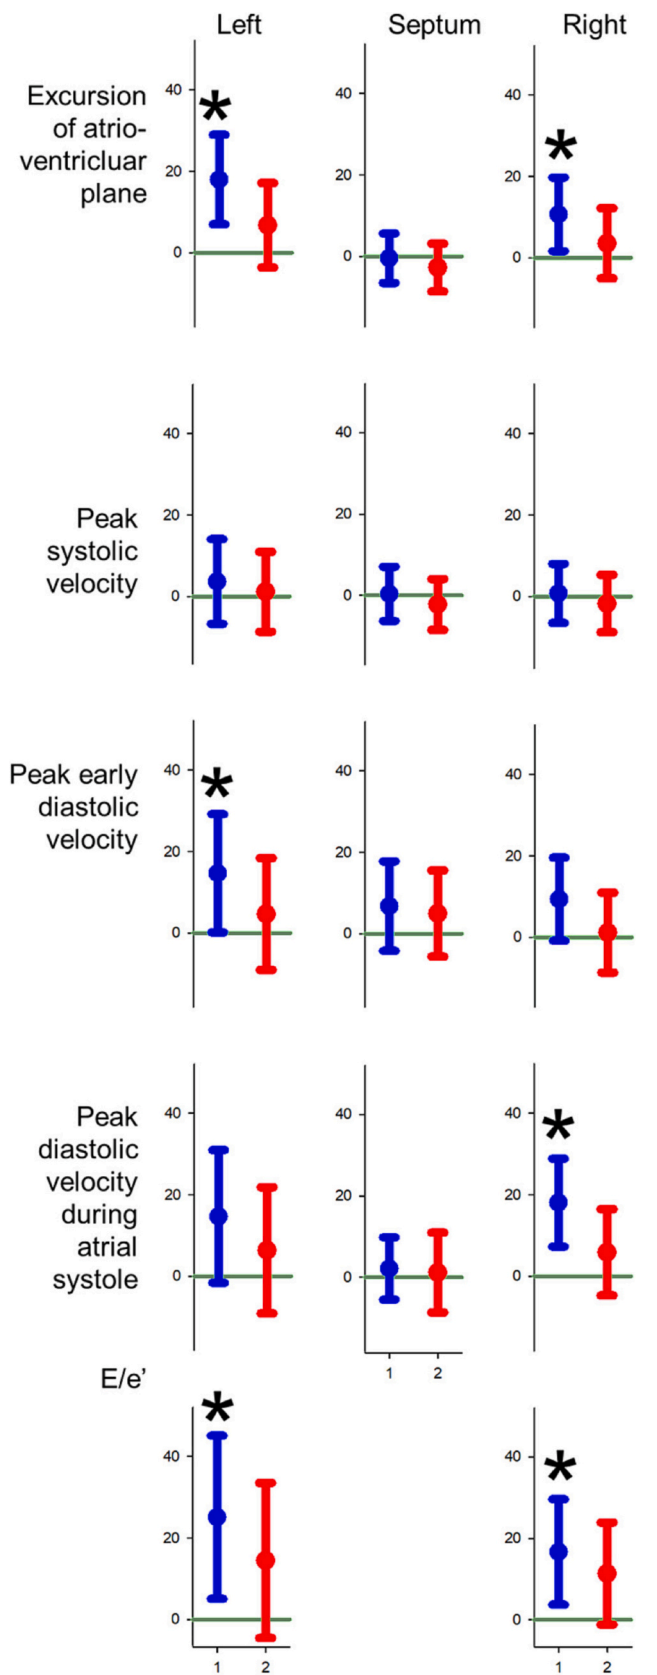 Left Septum Right
Excursion
of atrio-
ventricluar
plane
*
*
40
20
0
40
20
0
40
20
0
Peak
systolic
velocity
40
20
0
40
20
0
40
20
0
Peak early
diastolic
velocity
*
40
20
0
40
20
0
40
20
0
Peak
diastolic
velocity
during
atrial
systole
*
40
20
0
40
20
0
1 2
40
20
0
E/e’
*
*
40
20
0
1 2
40
20
0
1 2